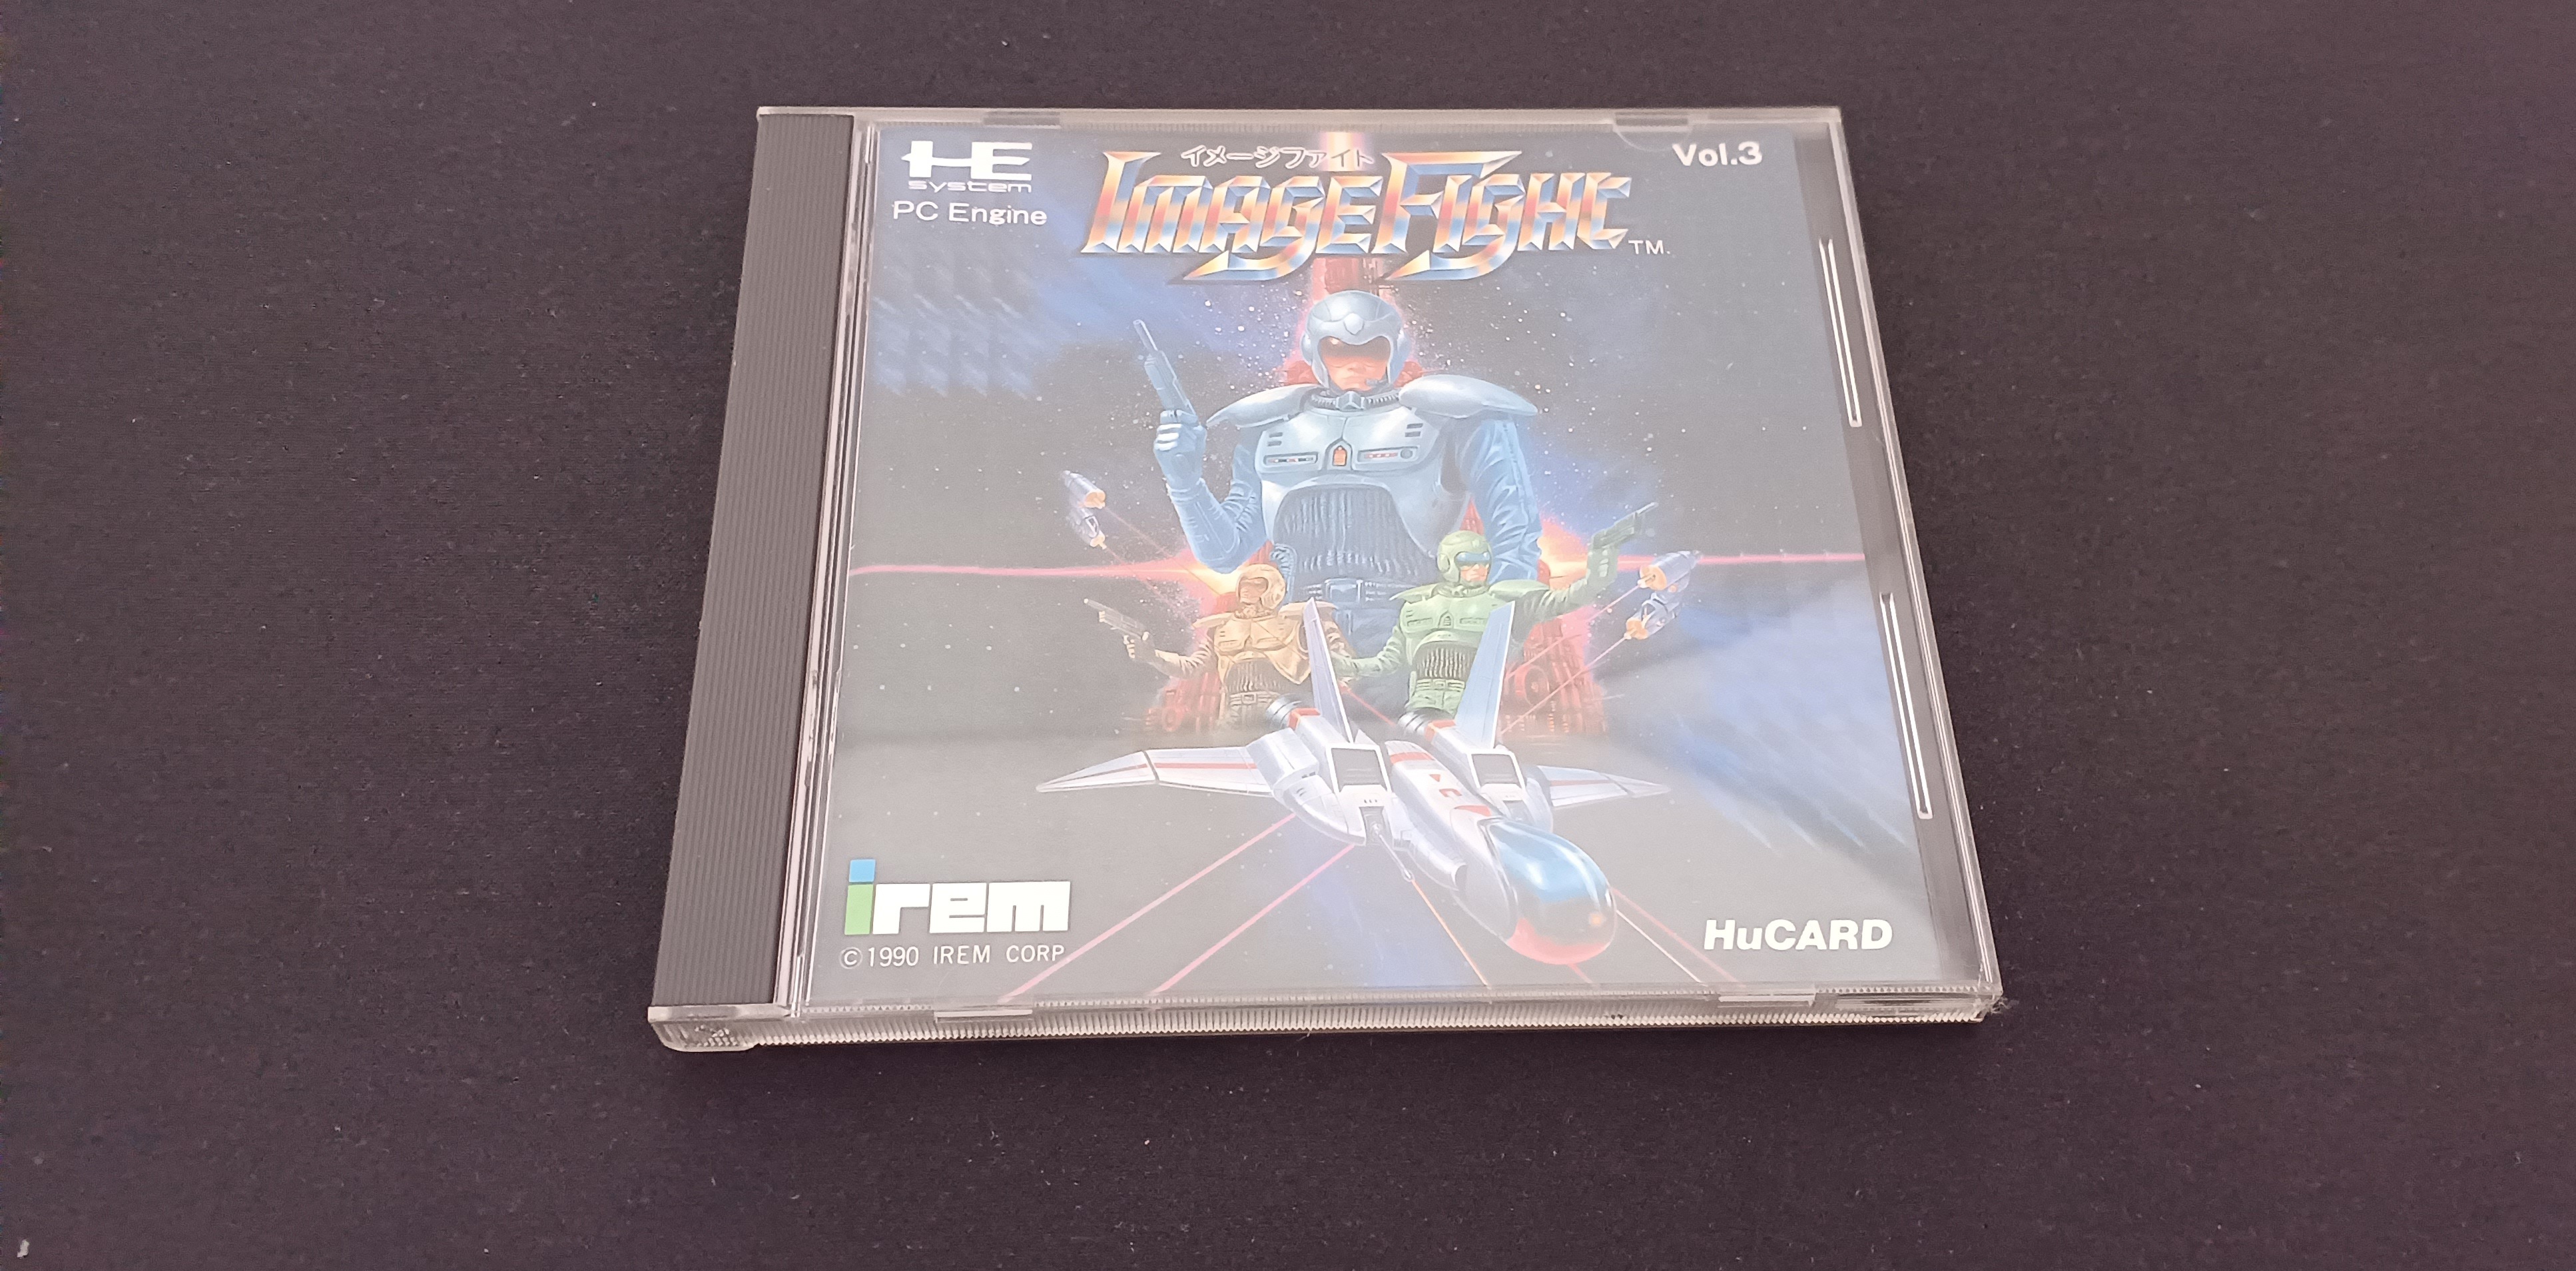 HE
system
PC Engine
イメージファイト
IMAGE FIGHT TM.
Vol.3
irem
©1990 IREM CORP.
HuCARD